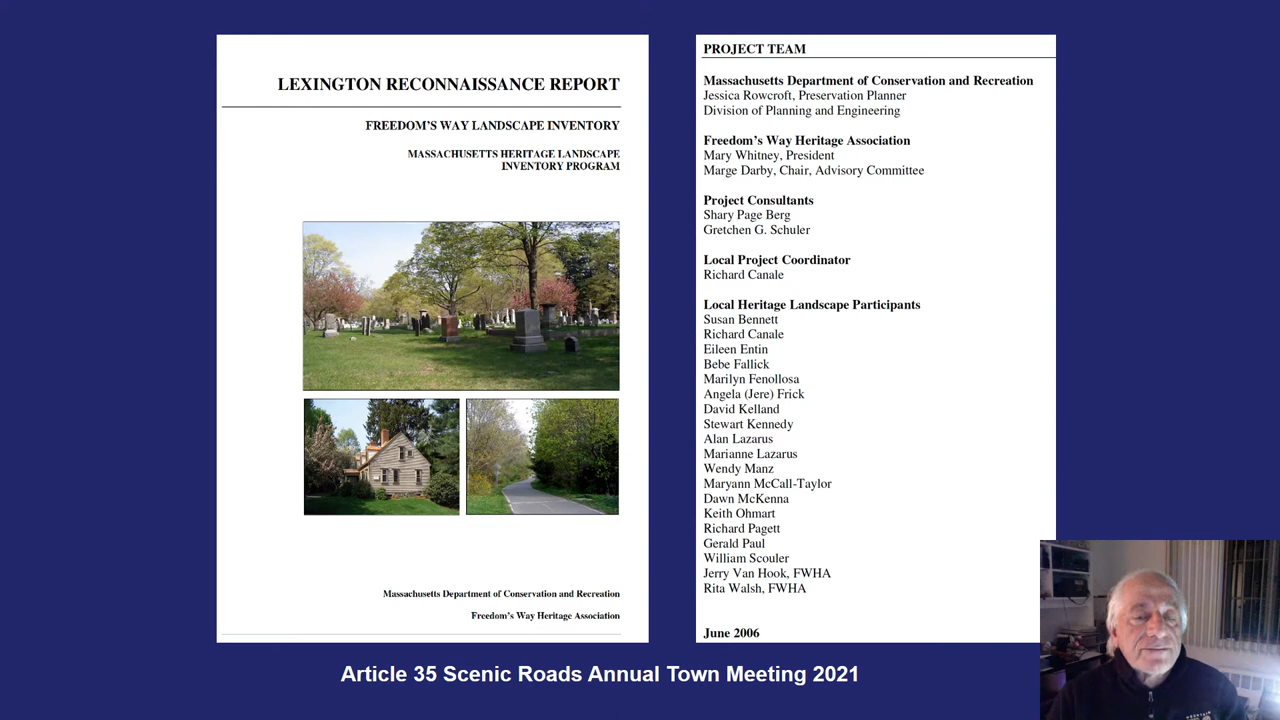 LEXINGTON RECONNAISSANCE REPORT
FREEDOM'S WAY LANDSCAPE INVENTORY
MASSACHUSETTS HERITAGE LANDSCAPE
INVENTORY PROGRAM
Massachusetts Department of Conservation and Recreation
Freedom's Way Heritage Association
PROJECT TEAM
Massachusetts Department of Conservation and Recreation
Jessica Rowcroft, Preservation Planner
Division of Planning and Engineering
Freedom's Way Heritage Association
Mary Whitney, President
Marge Darby, Chair, Advisory Committee
Project Consultants
Shary Page Berg
Gretchen G. Schuler
Local Project Coordinator
Richard Canale
Local Heritage Landscape Participants
Susan Bennett
Richard Canale
Eileen Entin
Bebe Fallick
Marilyn Fenollosa
Angela (Jere) Frick
David Kelland
Stewart Kennedy
Alan Lazarus
Marianne Lazarus
Wendy Manz
Maryann McCall-Taylor
Dawn McKenna
Keith Ohmart
Richard Pagett
Gerald Paul
William Scouler
Jerry Van Hook, FWHA
Rita Walsh, FWHA
June 2006
Article 35 Scenic Roads Annual Town Meeting 2021